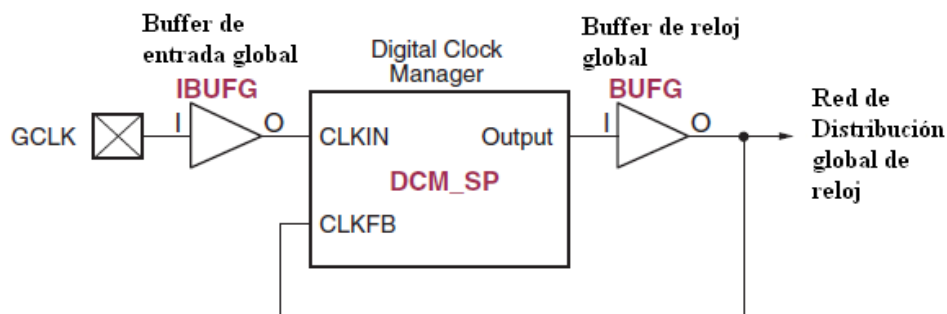 Buffer de
entrada global
IBUFG
GCLK
I
O
Digital Clock
Manager
CLKIN
Output
DCM_SP
CLKFB
Buffer de reloj
global
BUFG
I
O
Red de
Distribución
global de
reloj